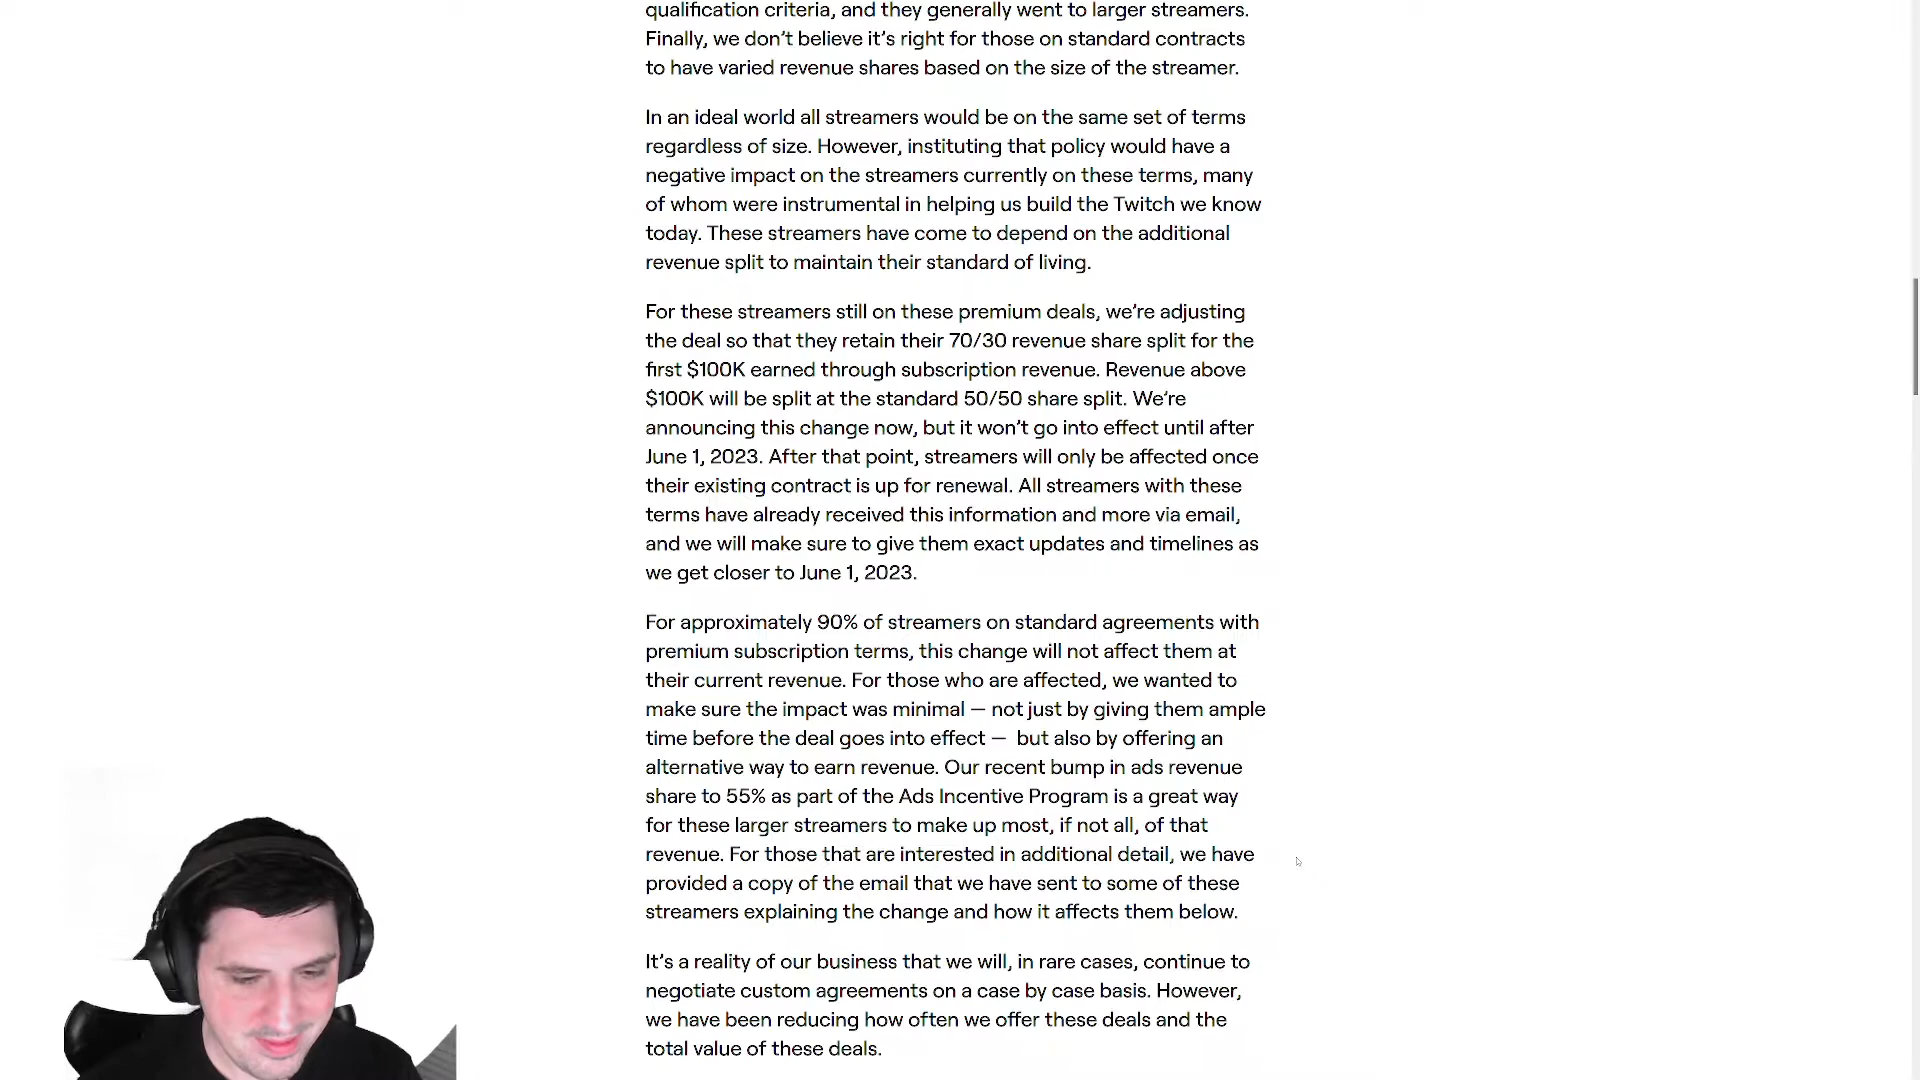 qualification criteria, and they generally went to larger streamers.
Finally, we don’t believe it’s right for those on standard contracts
to have varied revenue shares based on the size of the streamer.
In an ideal world all streamers would be on the same set of terms
regardless of size. However, instituting that policy would have a
negative impact on the streamers currently on these terms, many
of whom were instrumental in helping us build the Twitch we know
today. These streamers have come to depend on the additional
revenue split to maintain their standard of living.
For these streamers still on these premium deals, we’re adjusting
the deal so that they retain their 70/30 revenue share split for the
first $100K earned through subscription revenue. Revenue above
$100K will be split at the standard 50/50 share split. We’re
announcing this change now, but it won’t go into effect until after
June 1, 2023. After that point, streamers will only be affected once
their existing contract is up for renewal. All streamers with these
terms have already received this information and more via email,
and we will make sure to give them exact updates and timelines as
we get closer to June 1, 2023.
For approximately 90% of streamers on standard agreements with
premium subscription terms, this change will not affect them at
their current revenue. For those who are affected, we wanted to
make sure the impact was minimal — not just by giving them ample
time before the deal goes into effect —  but also by offering an
alternative way to earn revenue. Our recent bump in ads revenue
share to 55% as part of the Ads Incentive Program is a great way
for these larger streamers to make up most, if not all, of that
revenue. For those that are interested in additional detail, we have
provided a copy of the email that we have sent to some of these
streamers explaining the change and how it affects them below.
It’s a reality of our business that we will, in rare cases, continue to
negotiate custom agreements on a case by case basis. However,
we have been reducing how often we offer these deals and the
total value of these deals.